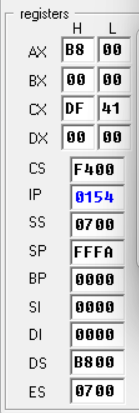 registers
H L
AX B8 00
BX 00 00
CX DF 41
DX 00 00
CS F400
IP 0154
SS 0700
SP FFFA
BP 0000
SI 0000
DI 0000
DS B800
ES 0700